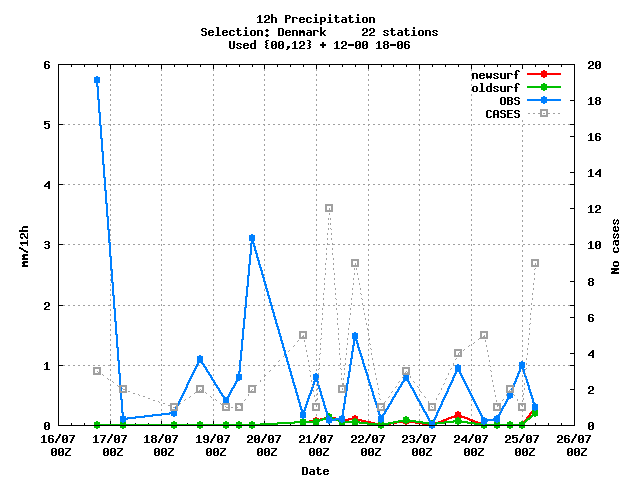 12h Precipitation
Selection: Denmark     22 stations
Used {00,12} + 12-00 18-06
newsurf
oldsurf
OBS
CASES
6
5
4
3
2
1
0
mm/12h
20
18
16
14
12
10
8
6
4
2
0
No cases
16/07 17/07 18/07 19/07 20/07 21/07 22/07 23/07 24/07 25/07 26/07
00Z 00Z 00Z 00Z 00Z 00Z 00Z 00Z 00Z 00Z 00Z
Date